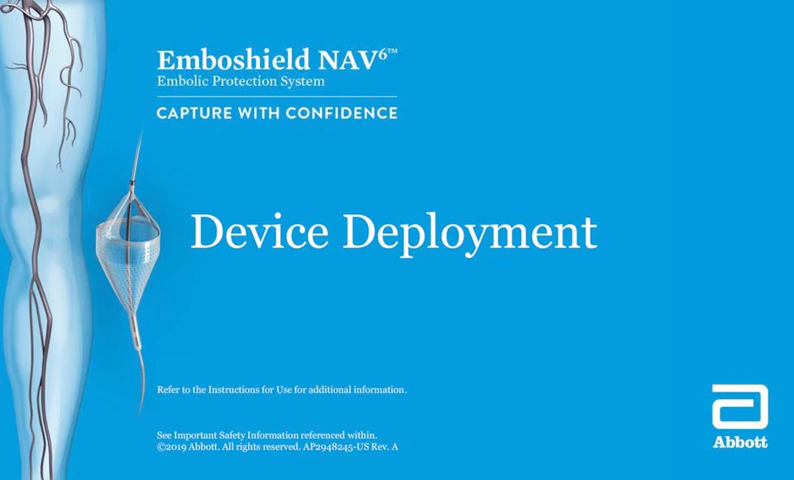 Emboshield NAV⁶™
Embolic Protection System
CAPTURE WITH CONFIDENCE
Device Deployment
Refer to the Instructions for Use for additional information.
See Important Safety Information referenced within.
©2019 Abbott. All rights reserved. AP2948245-US Rev. A
Abbott